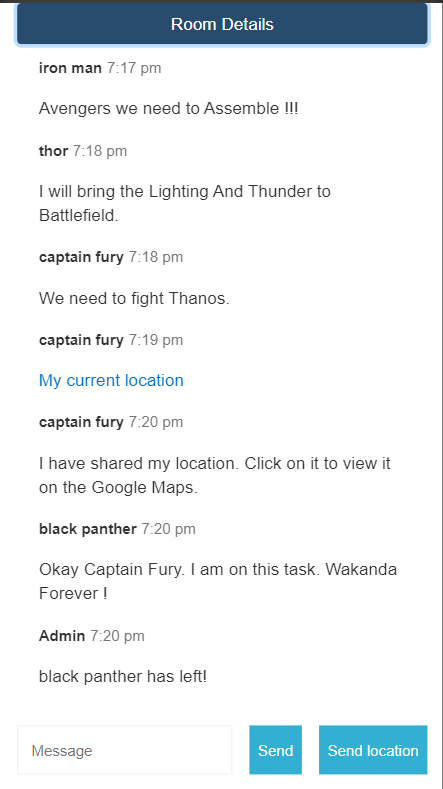 Room Details
iron man 7:17 pm
Avengers we need to Assemble !!!
thor 7:18 pm
I will bring the Lighting And Thunder to
Battlefield.
captain fury 7:18 pm
We need to fight Thanos.
captain fury 7:19 pm
My current location
captain fury 7:20 pm
I have shared my location. Click on it to view it
on the Google Maps.
black panther 7:20 pm
Okay Captain Fury. I am on this task. Wakanda
Forever !
Admin 7:20 pm
black panther has left!
Message
Send
Send location